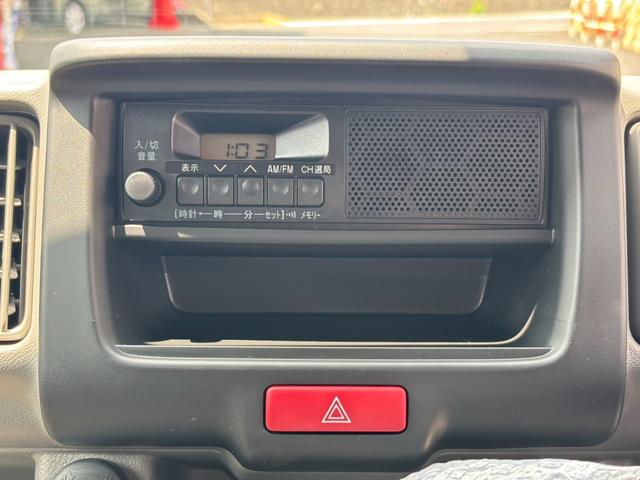 入/切
音量
1:03
表示 ﹀ ︿ AM/FM CH選局
[時計•─時─分─セット]•))) メモリー